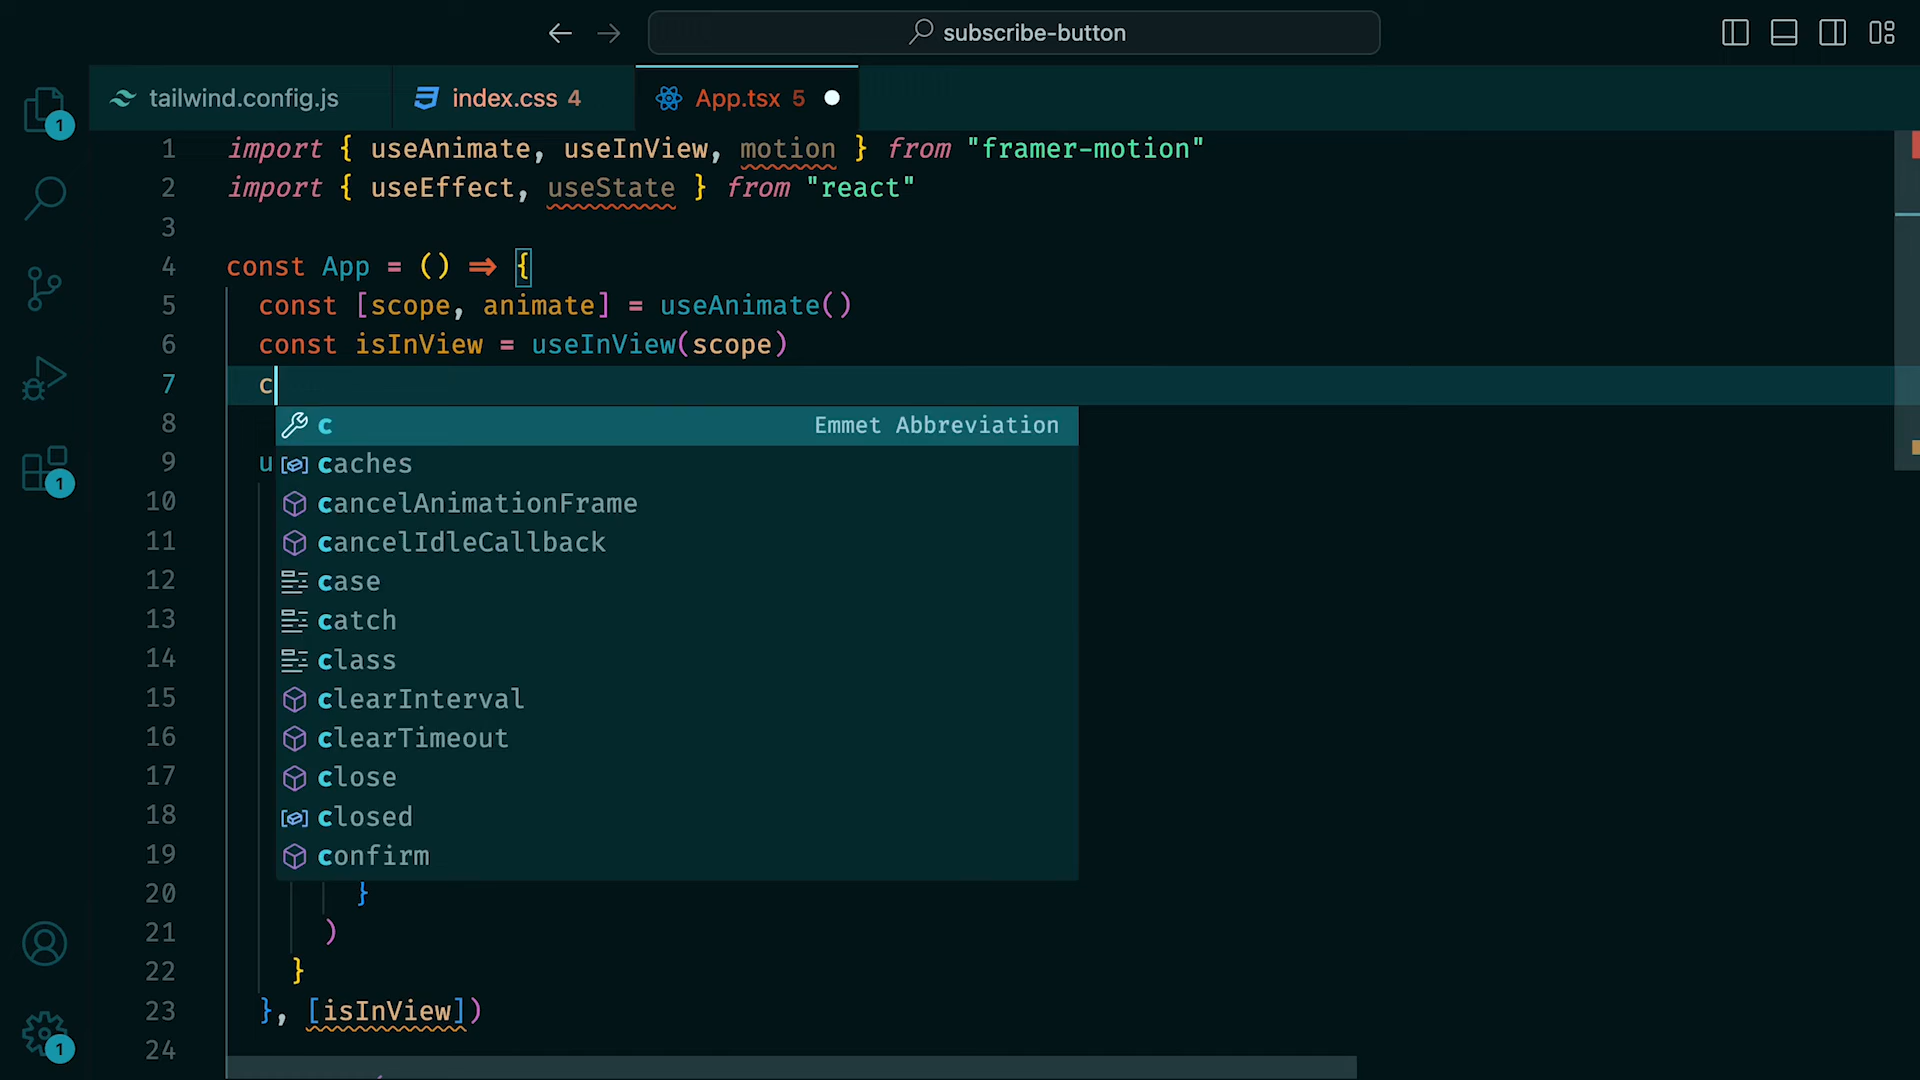 subscribe-button
tailwind.config.js
index.css 4
App.tsx 5
1 import { useAnimate, useInView, motion } from "framer-motion"
2 import { useEffect, useState } from "react"
3
4 const App = () => {
5 const [scope, animate] = useAnimate()
6 const isInView = useInView(scope)
7 c
8 c Emmet Abbreviation
9 u caches
10 cancelAnimationFrame
11 cancelIdleCallback
12 case
13 catch
14 class
15 clearInterval
16 clearTimeout
17 close
18 closed
19 confirm
20 }
21 )
22 }
23 }, [isInView])
24
1
1
1